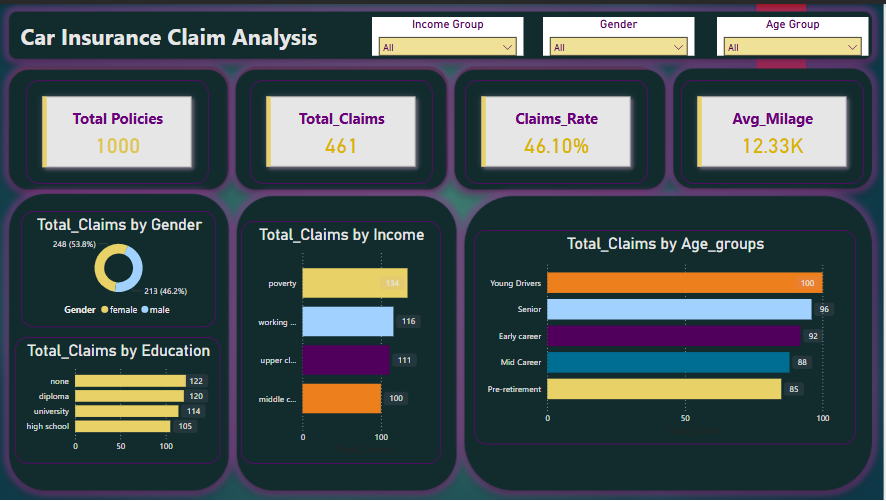 Car Insurance Claim Analysis
Income Group
All
Gender
All
Age Group
All
Total Policies
1000
Total_Claims
461
Claims_Rate
46.10%
Avg_Milage
12.33K
Total_Claims by Gender
248 (53.8%)
213 (46.2%)
Gender female male
Total_Claims by Education
none 122
diploma 120
university 114
high school 105
0 50 100
Total_Claims by Income
poverty 134
working ... 116
upper cl... 111
middle c... 100
0 100
Total_Claims by Age_groups
Young Drivers 100
Senior 96
Early career 92
Mid Career 88
Pre-retirement 85
0 50 100